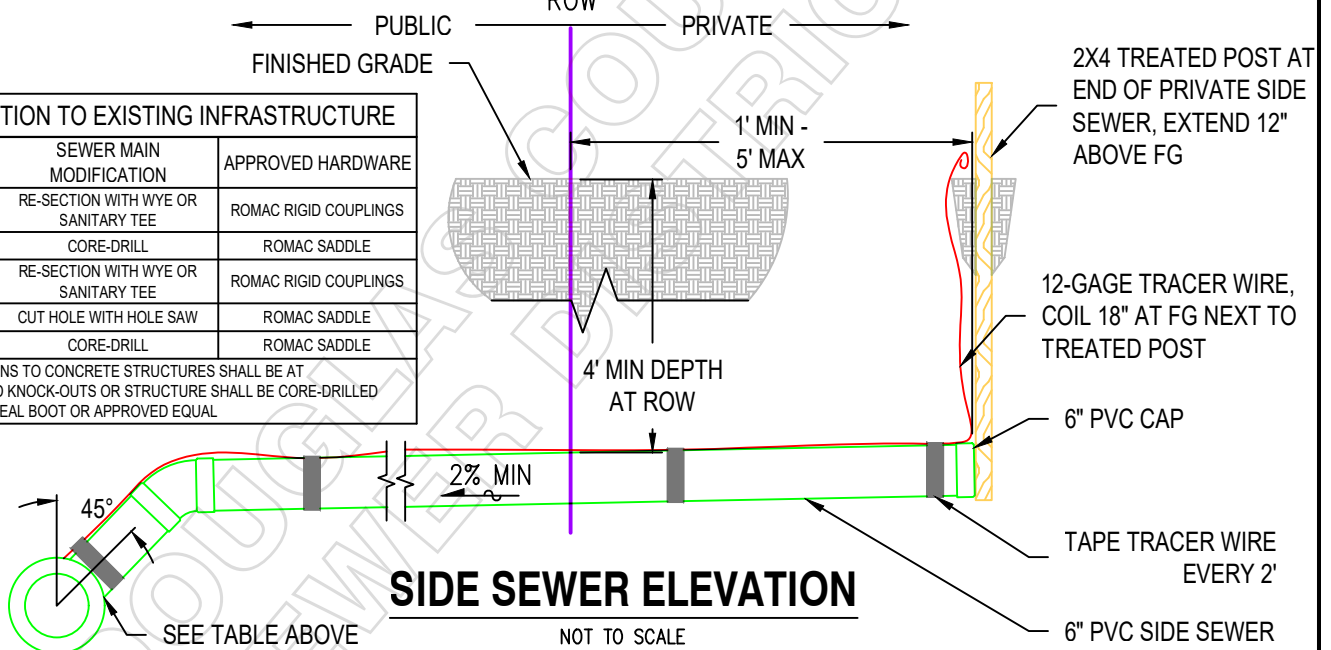 ROW
PUBLIC
PRIVATE
FINISHED GRADE
TION TO EXISTING INFRASTRUCTURE
SEWER MAIN
MODIFICATION
APPROVED HARDWARE
RE-SECTION WITH WYE OR
SANITARY TEE
ROMAC RIGID COUPLINGS
CORE-DRILL
ROMAC SADDLE
RE-SECTION WITH WYE OR
SANITARY TEE
ROMAC RIGID COUPLINGS
CUT HOLE WITH HOLE SAW
ROMAC SADDLE
CORE-DRILL
ROMAC SADDLE
NS TO CONCRETE STRUCTURES SHALL BE AT
KNOCK-OUTS OR STRUCTURE SHALL BE CORE-DRILLED
EAL BOOT OR APPROVED EQUAL
1' MIN -
5' MAX
2X4 TREATED POST AT
END OF PRIVATE SIDE
SEWER, EXTEND 12"
ABOVE FG
12-GAGE TRACER WIRE,
COIL 18" AT FG NEXT TO
TREATED POST
4' MIN DEPTH
AT ROW
6" PVC CAP
2% MIN
45°
TAPE TRACER WIRE
EVERY 2'
6" PVC SIDE SEWER
SEE TABLE ABOVE
SIDE SEWER ELEVATION
NOT TO SCALE
OUGLAS COU
EWER DISTRIC